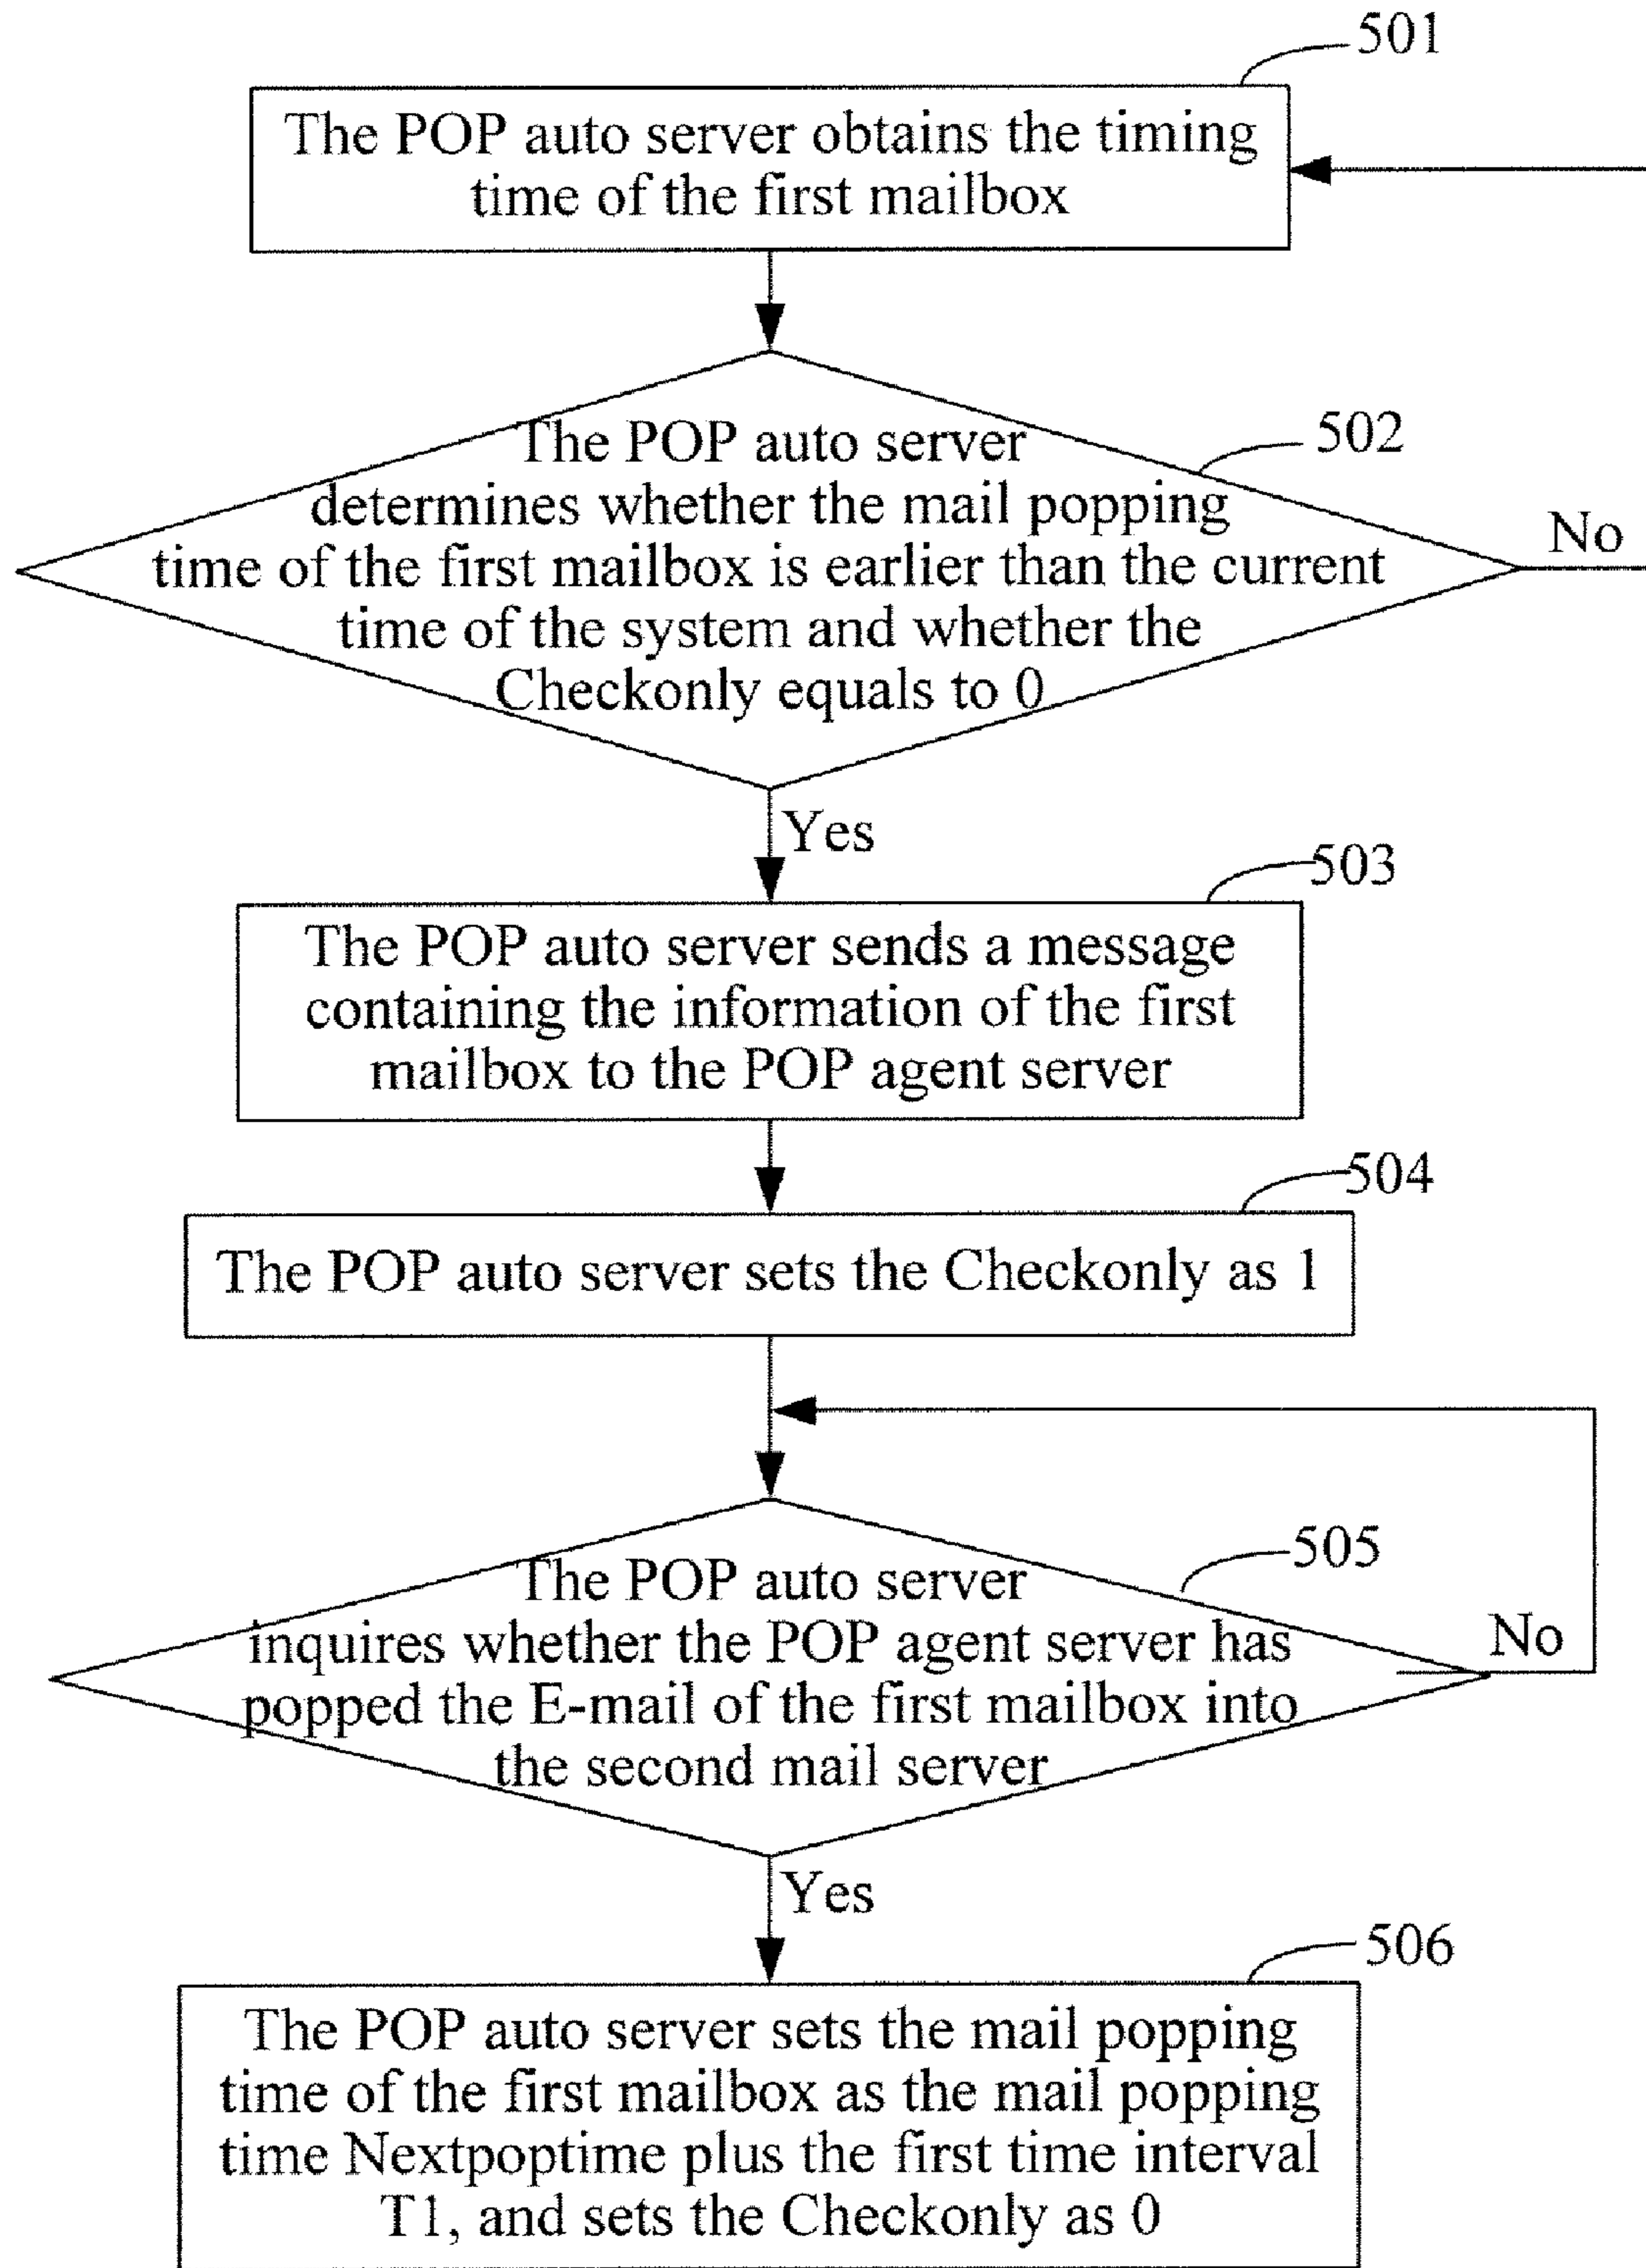 501
The POP auto server obtains the timing
time of the first mailbox
502
The POP auto server
determines whether the mail popping
time of the first mailbox is earlier than the current
time of the system and whether the
Checkonly equals to 0
No
Yes
503
The POP auto server sends a message
containing the information of the first
mailbox to the POP agent server
504
The POP auto server sets the Checkonly as 1
505
The POP auto server
inquires whether the POP agent server has
popped the E-mail of the first mailbox into
the second mail server
No
Yes
506
The POP auto server sets the mail popping
time of the first mailbox as the mail popping
time Nextpoptime plus the first time interval
T1, and sets the Checkonly as 0